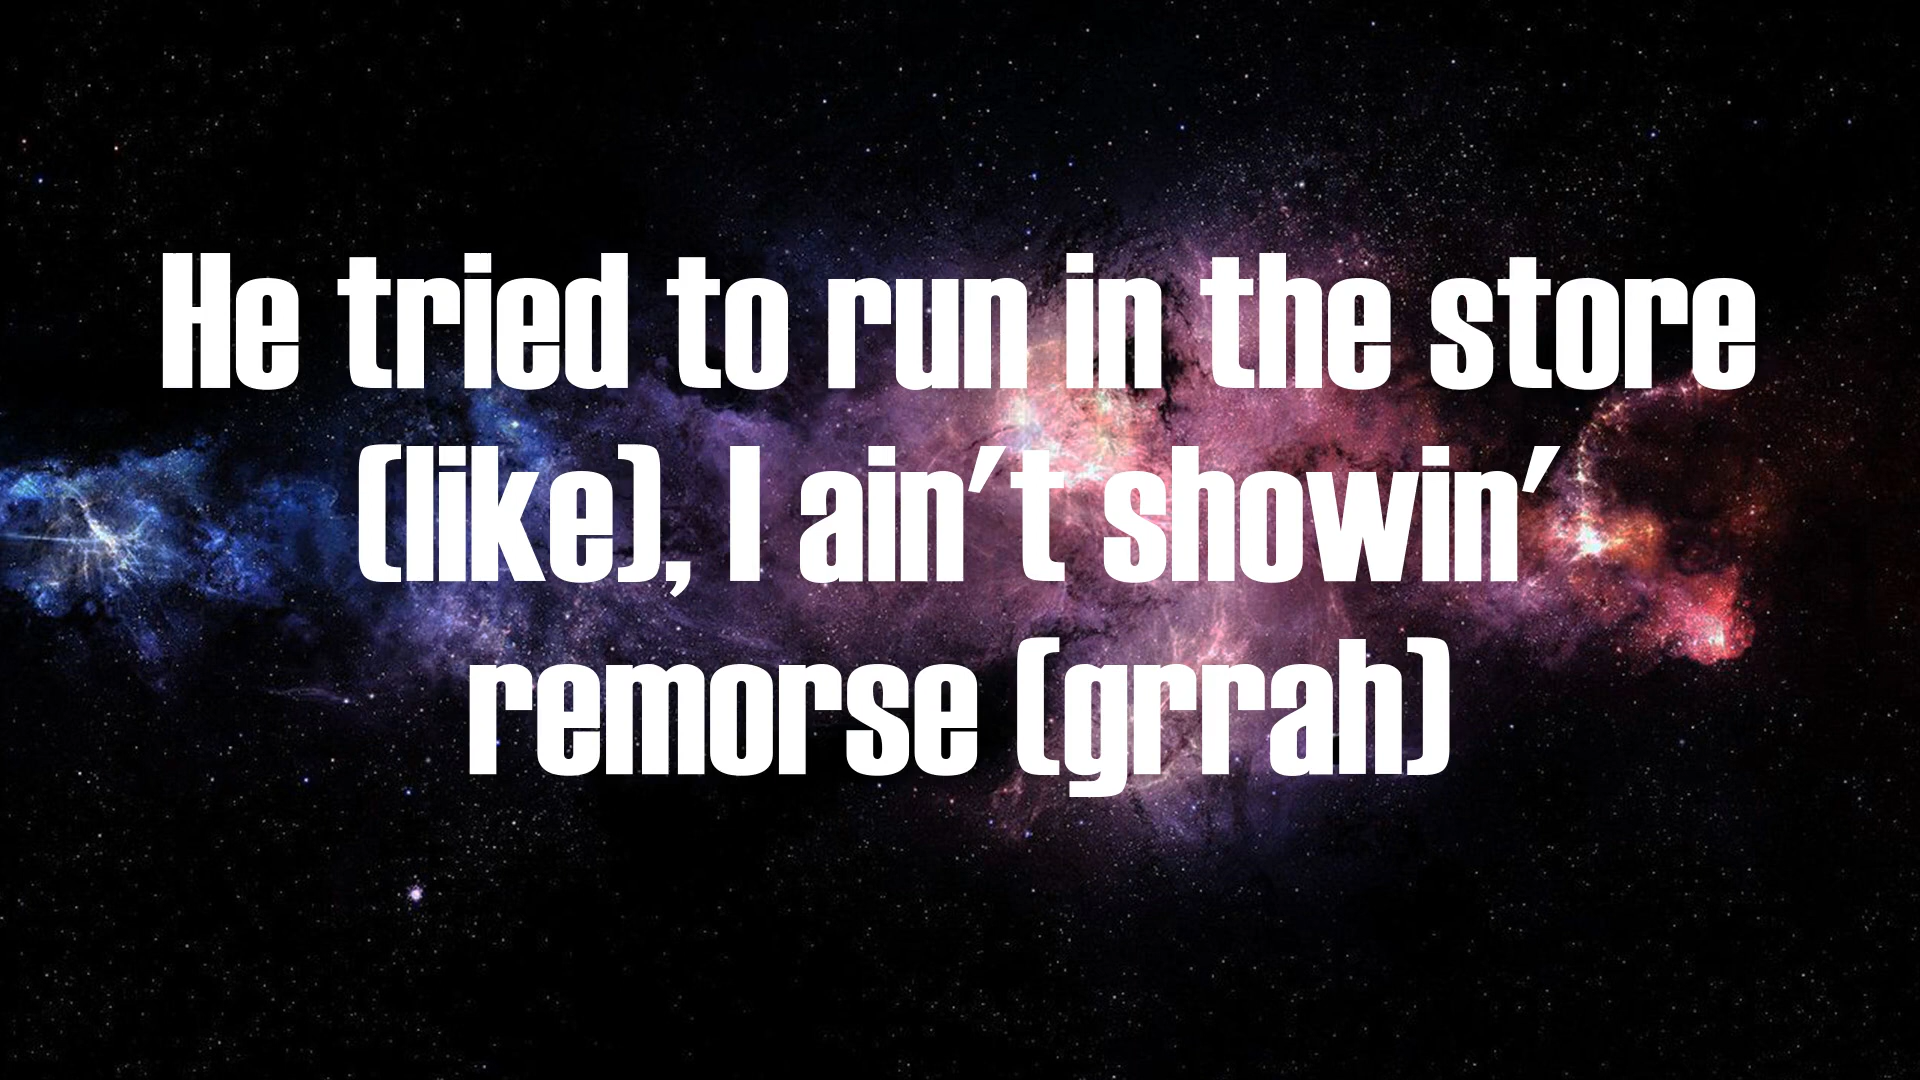 He tried to run in the store
(like), I ain't showin'
remorse (grrah)